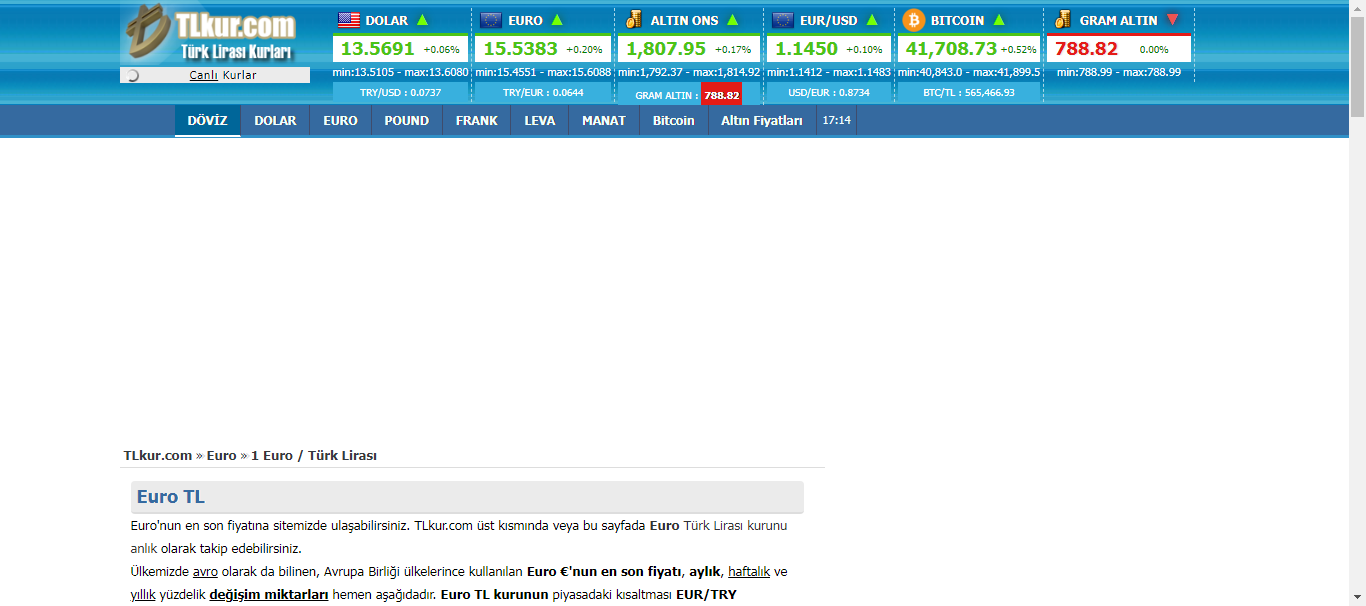 TLkur.com
Türk Lirası Kurları
Canlı Kurlar
DOLAR
13.5691 +0.06%
min:13.5105 - max:13.6080
TRY/USD : 0.0737
EURO
15.5383 +0.20%
min:15.4551 - max:15.6088
TRY/EUR : 0.0644
ALTIN ONS
1,807.95 +0.17%
min:1,792.37 - max:1,814.92
GRAM ALTIN : 788.82
EUR/USD
1.1450 +0.10%
min:1.1412 - max:1.1483
USD/EUR : 0.8734
BITCOIN
41,708.73 +0.52%
min:40,843.0 - max:41,899.5
BTC/TL : 565,466.93
GRAM ALTIN
788.82 0.00%
min:788.99 - max:788.99
DÖVİZ DOLAR EURO POUND FRANK LEVA MANAT Bitcoin Altın Fiyatları 17:14
TLkur.com » Euro » 1 Euro / Türk Lirası
Euro TL
Euro'nun en son fiyatına sitemizde ulaşabilirsiniz. TLkur.com üst kısmında veya bu sayfada Euro Türk Lirası kurunu
anlık olarak takip edebilirsiniz.
Ülkemizde avro olarak da bilinen, Avrupa Birliği ülkelerince kullanılan Euro €'nun en son fiyatı, aylık, haftalık ve
yıllık yüzdelik değişim miktarları hemen aşağıdadır. Euro TL kurunun piyasadaki kısaltması EUR/TRY